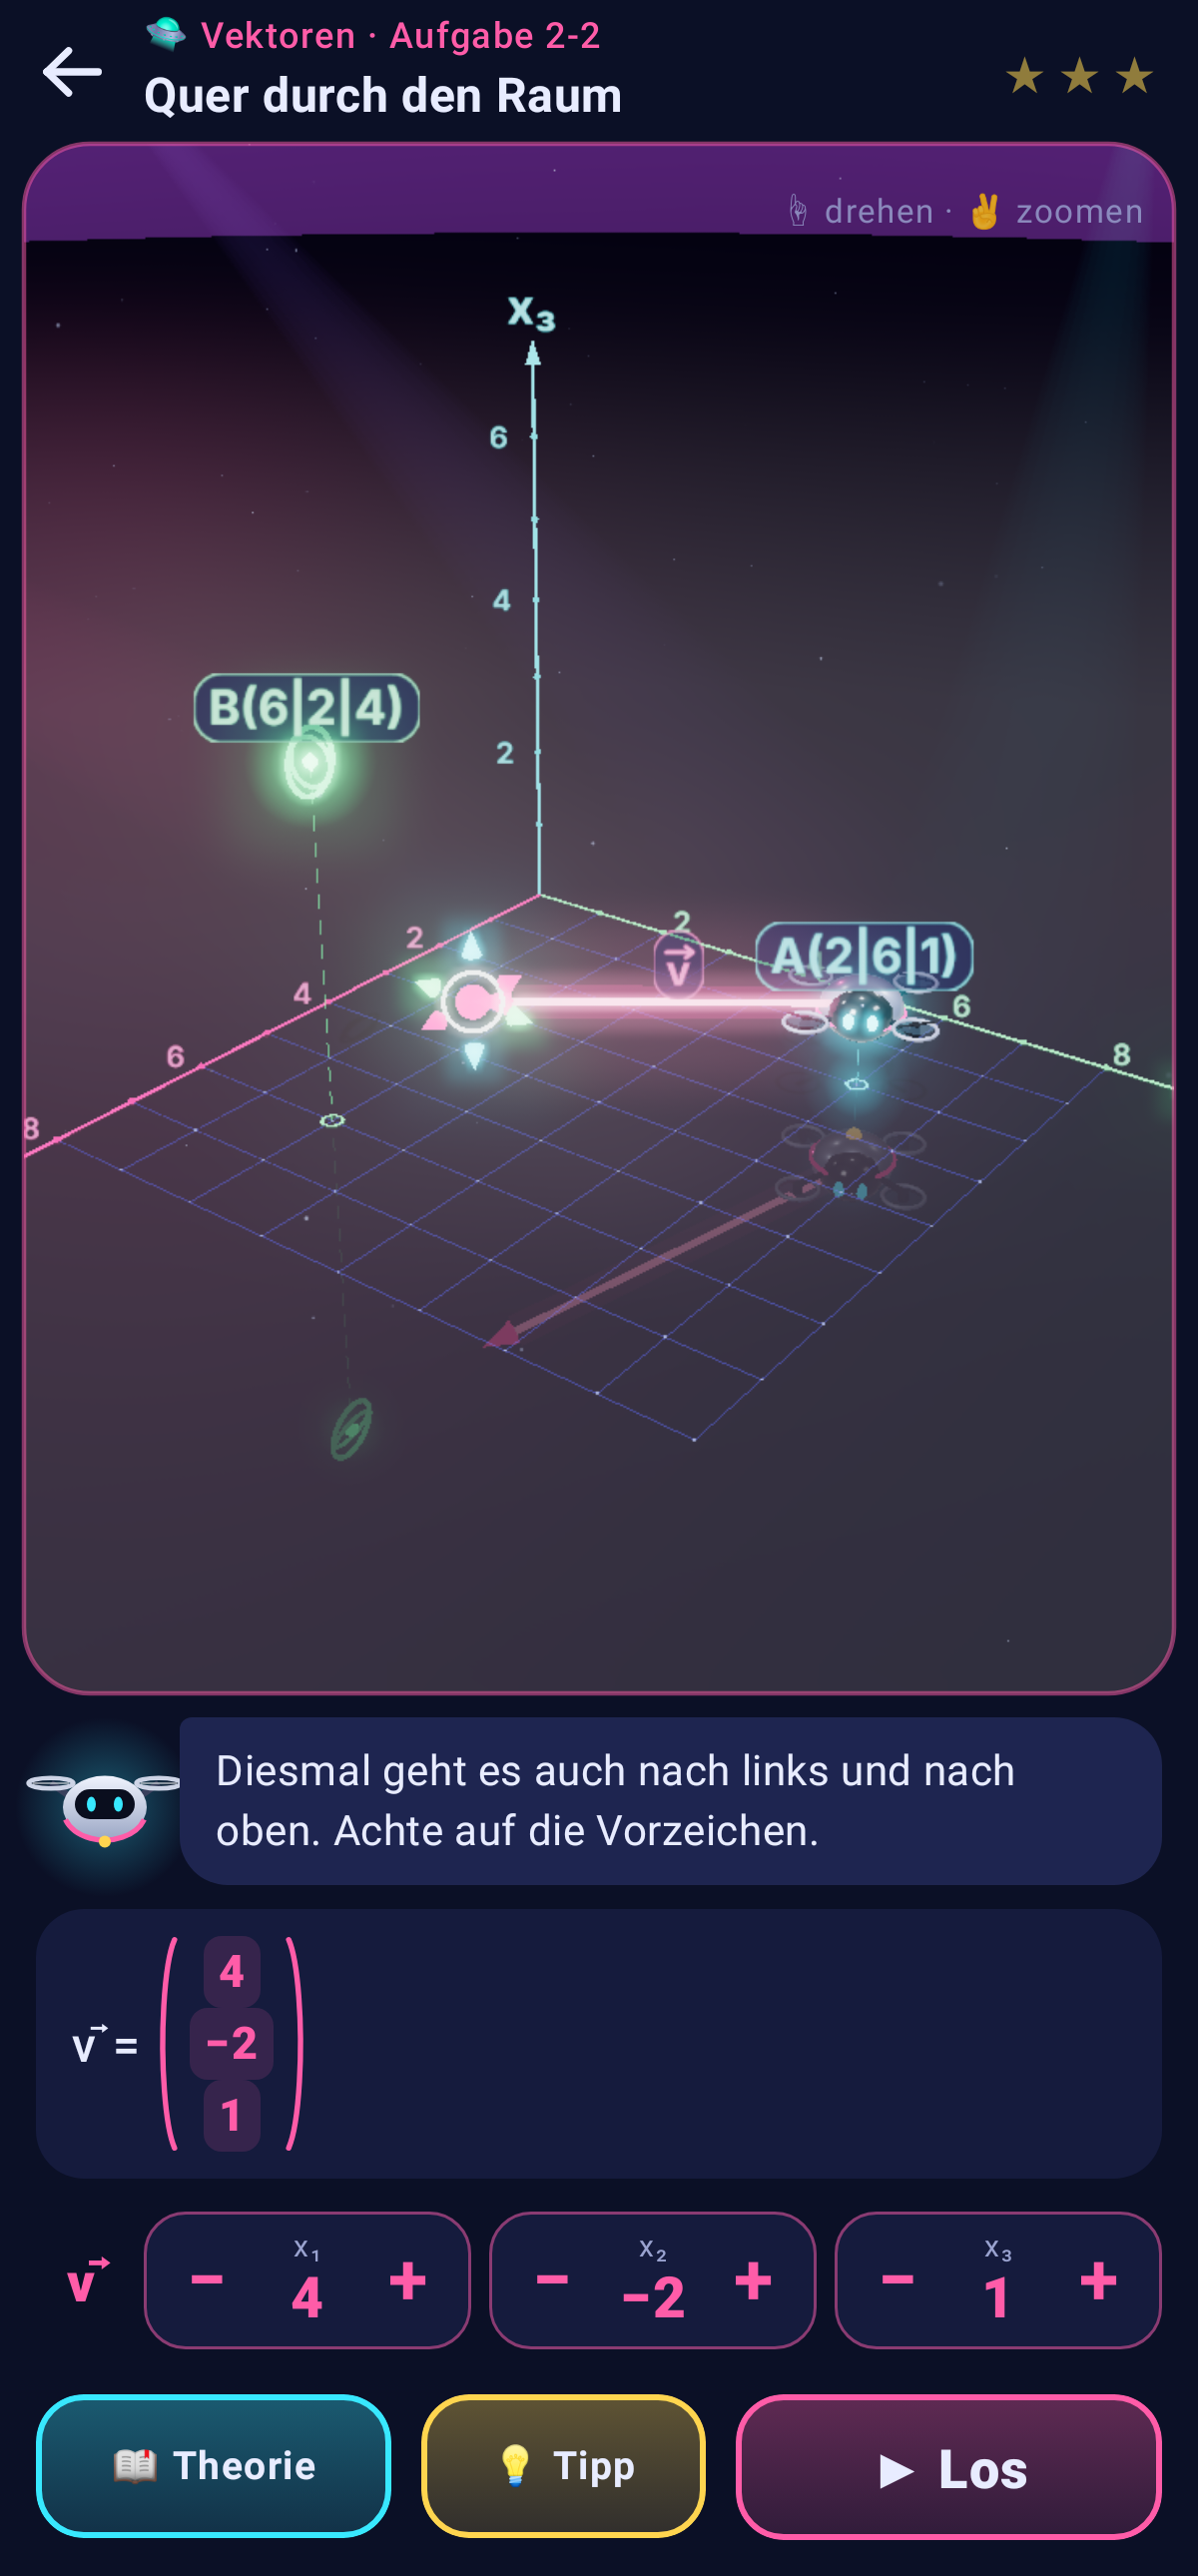 Vektoren · Aufgabe 2-2
Quer durch den Raum
★ ★ ★
☝ drehen · ✌ zoomen
x₃
6
4
B(6|2|4)
2
2
2
v⃗
A(2|6|1)
4
6
6
8
8
Diesmal geht es auch nach links und nach
oben. Achte auf die Vorzeichen.
4
v⃗ = −2
1
v⃗
x₁
− 4 +
x₂
− −2 +
x₃
− 1 +
Theorie
Tipp
► Los